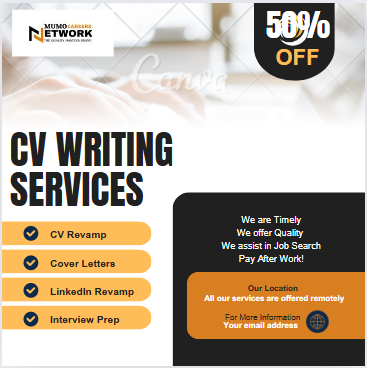 MUMO CAREERS
NETWORK
50%
OFF
Canva
CV WRITING
SERVICES
CV Revamp
Cover Letters
LinkedIn Revamp
Interview Prep
We are Timely
We offer Quality
We assist in Job Search
Pay After Work!
Our Location
All our services are offered remotely
For More Information
Your email address